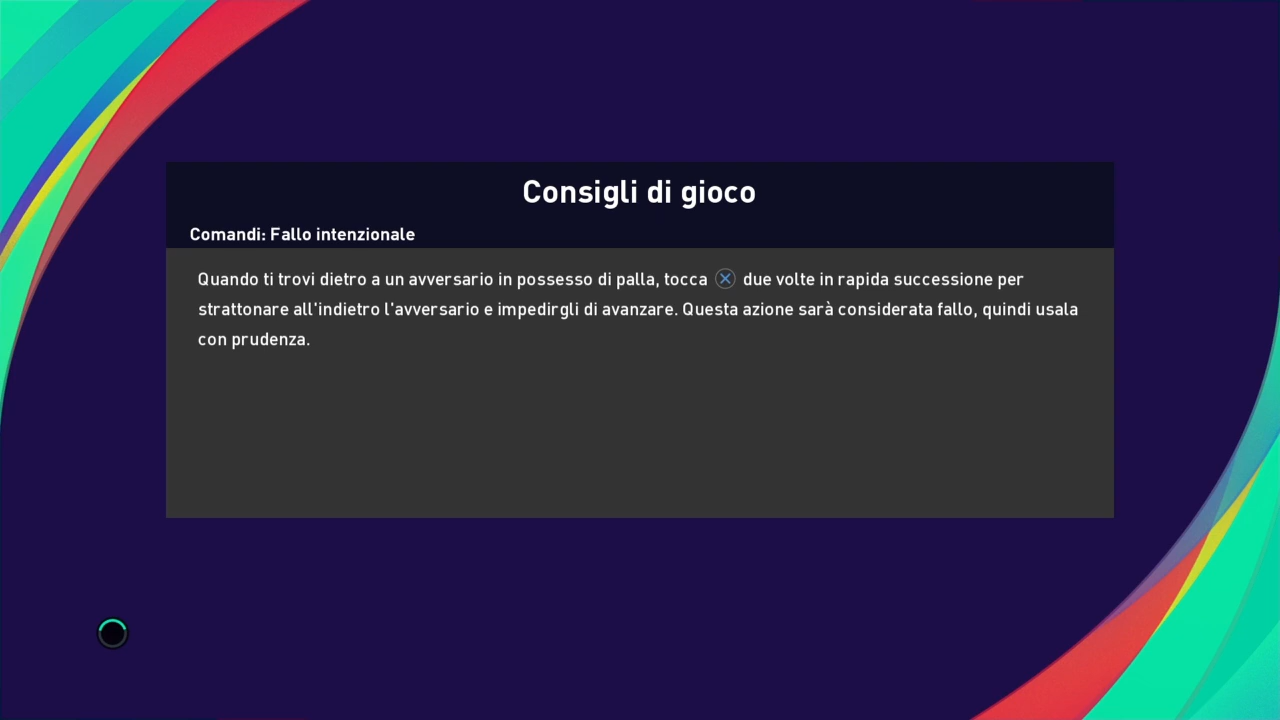 Consigli di gioco
Comandi: Fallo intenzionale
Quando ti trovi dietro a un avversario in possesso di palla, tocca ⓧ due volte in rapida successione per
strattonare all'indietro l'avversario e impedirgli di avanzare. Questa azione sarà considerata fallo, quindi usala
con prudenza.